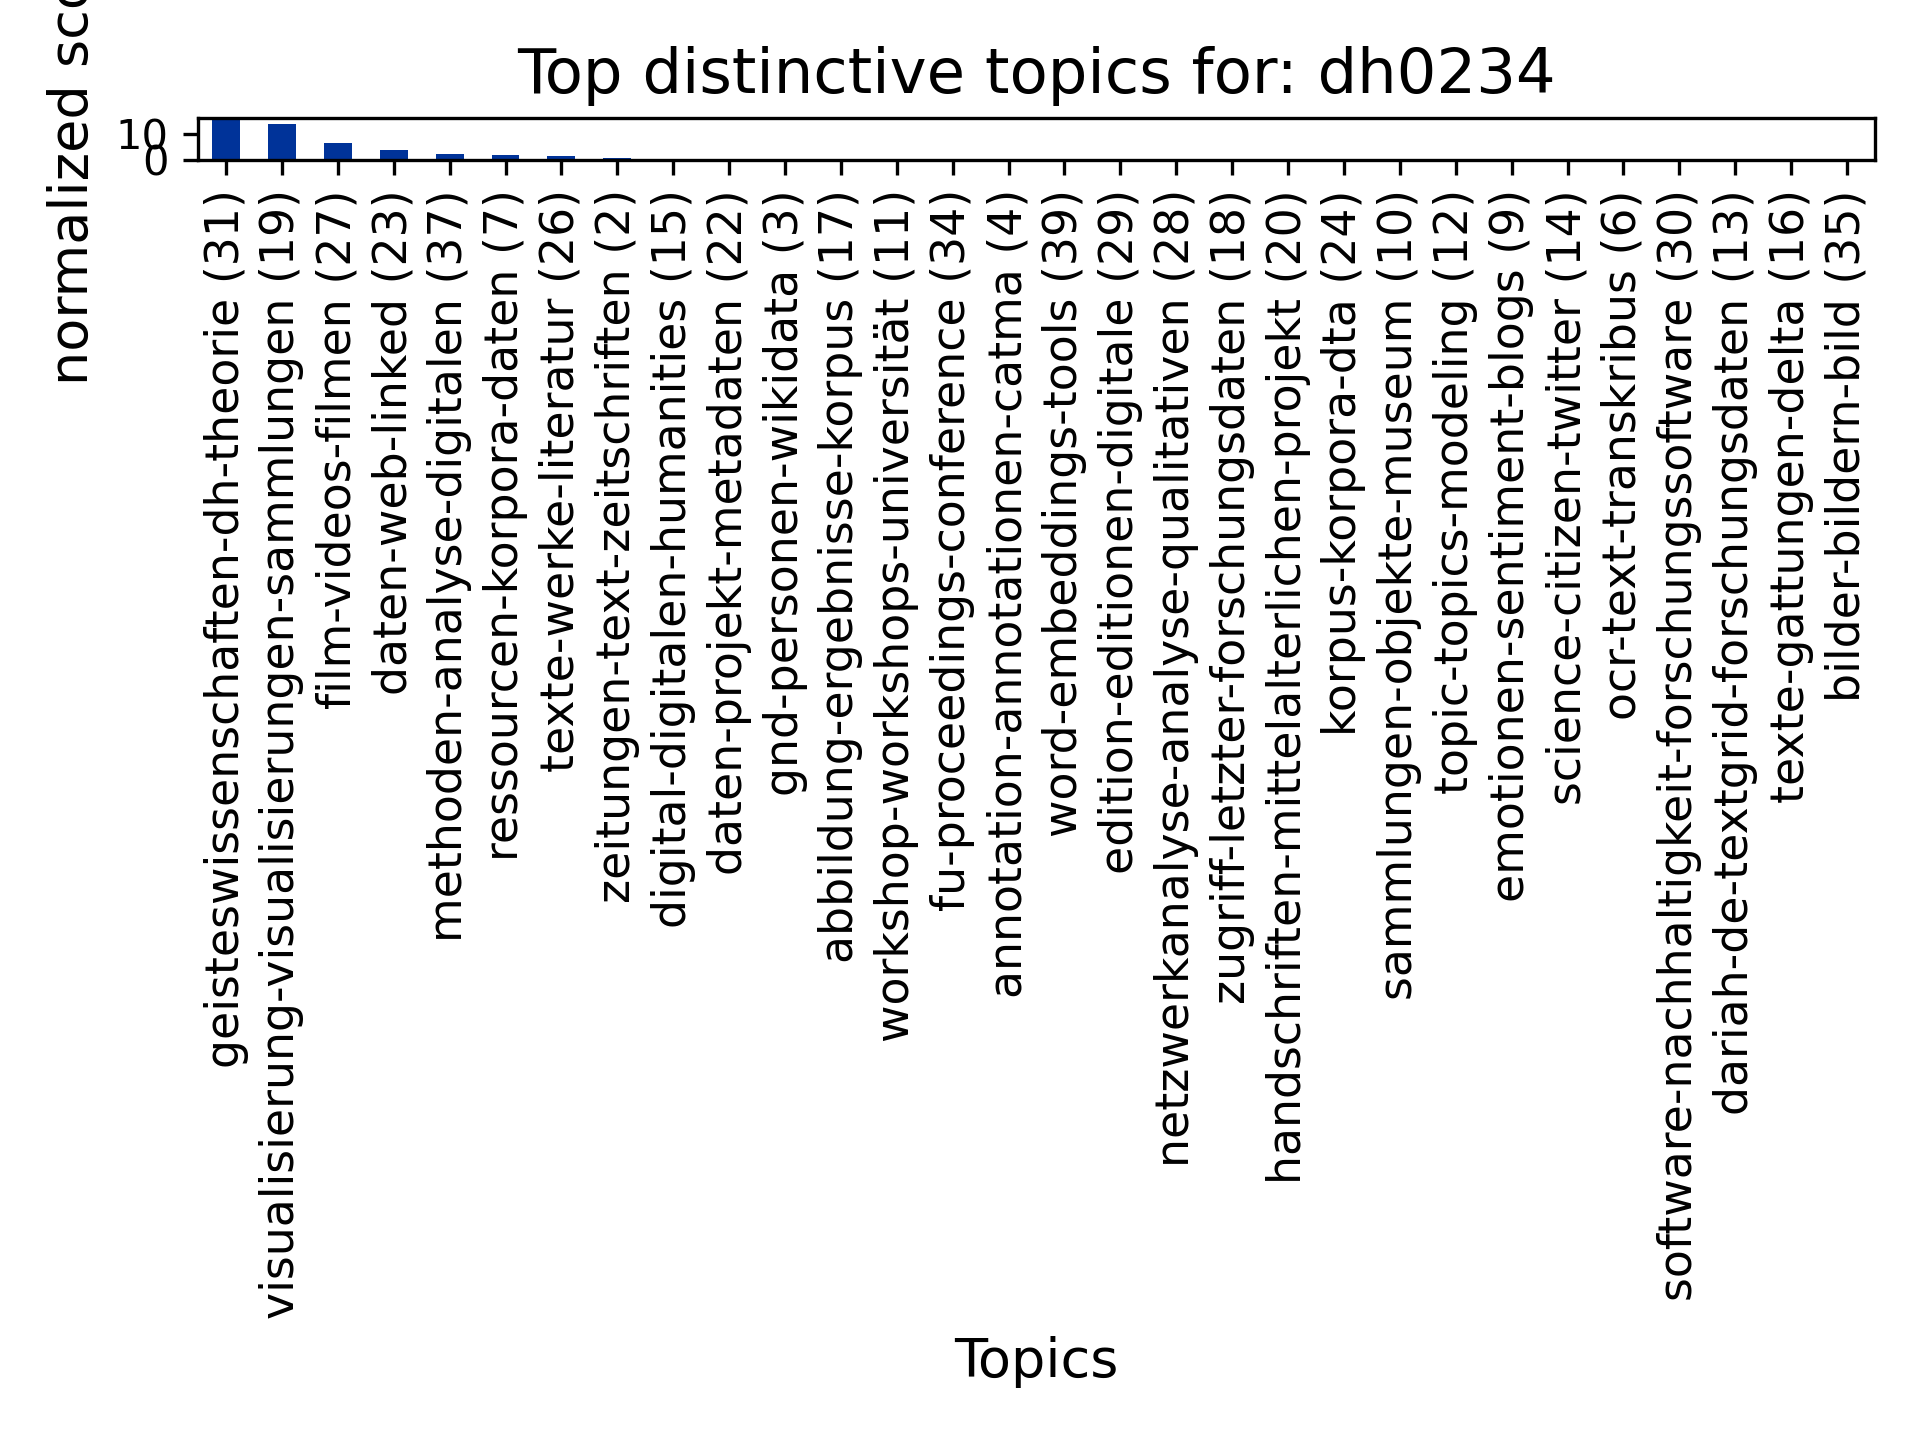 Top distinctive topics for: dh0234
normalized
10
0
geisteswissenschaften-dh-theorie (31)
visualisierung-visualisierungen-sammlungen (19)
film-videos-filmen (27)
daten-web-linked (23)
methoden-analyse-digitalen (37)
ressourcen-korpora-daten (7)
texte-werke-literatur (26)
zeitungen-text-zeitschriften (2)
digital-digitalen-humanities (15)
daten-projekt-metadaten (22)
gnd-personen-wikidata (3)
abbildung-ergebnisse-korpus (17)
workshop-workshops-universität (11)
fu-proceedings-conference (34)
annotation-annotationen-catma (4)
word-embeddings-tools (39)
edition-editionen-digitale (29)
netzwerkanalyse-analyse-qualitativen (28)
zugriff-letzter-forschungsdaten (18)
handschriften-mittelalterlichen-projekt (20)
korpus-korpora-dta (24)
sammlungen-objekte-museum (10)
topic-topics-modeling (12)
emotionen-sentiment-blogs (9)
science-citizen-twitter (14)
ocr-text-transkribus (6)
software-nachhaltigkeit-forschungssoftware (30)
dariah-de-textgrid-forschungsdaten (13)
texte-gattungen-delta (16)
bilder-bildern-bild (35)
Topics